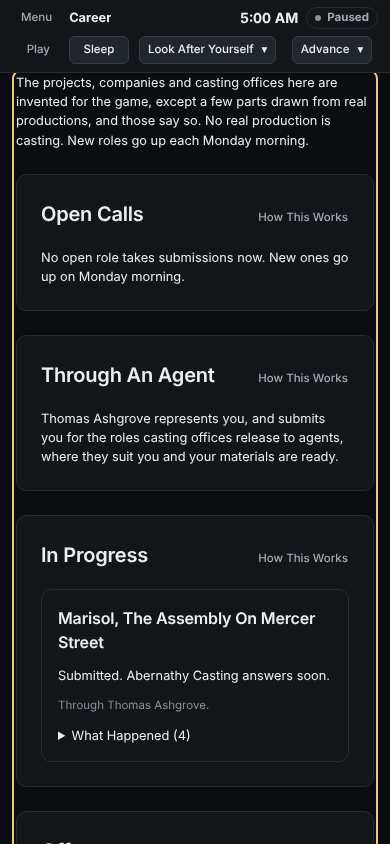 Menu Career 5:00 AM Paused
Play Sleep Look After Yourself ▾ Advance ▾
The projects, companies and casting offices here are
invented for the game, except a few parts drawn from real
productions, and those say so. No real production is
casting. New roles go up each Monday morning.
Open Calls How This Works
No open role takes submissions now. New ones go
up on Monday morning.
Through An Agent How This Works
Thomas Ashgrove represents you, and submits
you for the roles casting offices release to agents,
where they suit you and your materials are ready.
In Progress How This Works
Marisol, The Assembly On Mercer
Street
Submitted. Abernathy Casting answers soon.
Through Thomas Ashgrove.
▶ What Happened (4)